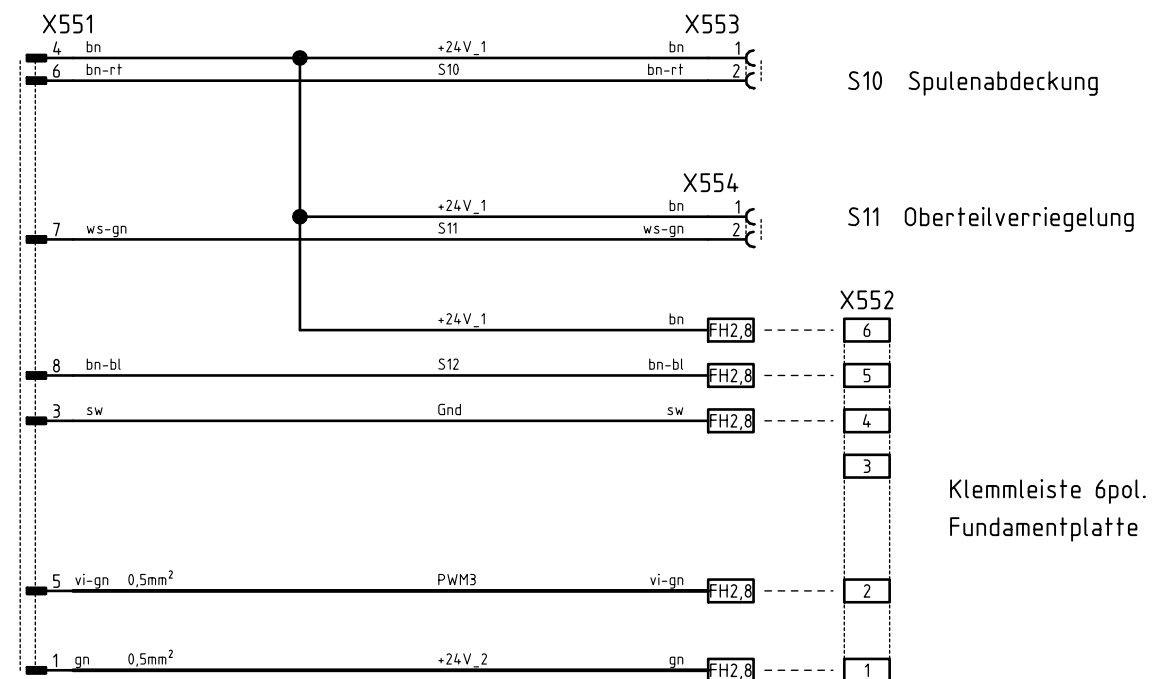 X551 X553
4 bn +24V_1 bn 1
6 bn-rt S10 bn-rt 2
S10 Spulenabdeckung
X554
+24V_1 bn 1
S11 Oberteilverriegelung
7 ws-gn S11 ws-gn 2
X552
+24V_1 bn FH2,8 6
8 bn-bl S12 bn-bl FH2,8 5
3 sw Gnd sw FH2,8 4
3
Klemmleiste 6pol.
Fundamentplatte
5 vi-gn 0,5mm² PWM3 vi-gn FH2,8 2
1 gn 0,5mm² +24V_2 gn FH2,8 1